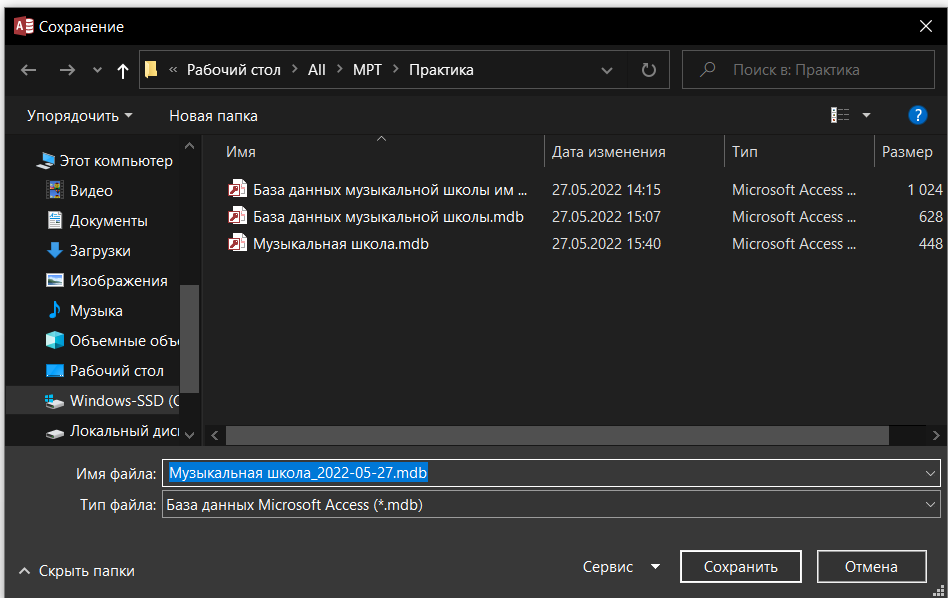 Сохранение
« Рабочий стол > All > МРТ > Практика
Поиск в: Практика
Упорядочить
Новая папка
?
Имя
Дата изменения
Тип
Размер
Этот компьютер
Видео
Документы
Загрузки
Изображения
Музыка
Объемные объ
Рабочий стол
Windows-SSD (C
Локальный дис
База данных музыкальной школы им ... 27.05.2022 14:15 Microsoft Access ... 1 024
База данных музыкальной школы.mdb 27.05.2022 15:07 Microsoft Access ... 628
Музыкальная школа.mdb 27.05.2022 15:40 Microsoft Access ... 448
Имя файла: Музыкальная школа_2022-05-27.mdb
Тип файла: База данных Microsoft Access (*.mdb)
Скрыть папки
Сервис
Сохранить
Отмена